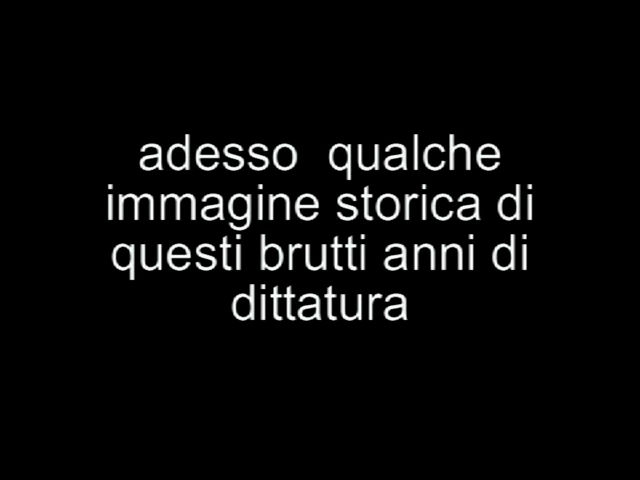 adesso  qualche
immagine storica di
questi brutti anni di
dittatura